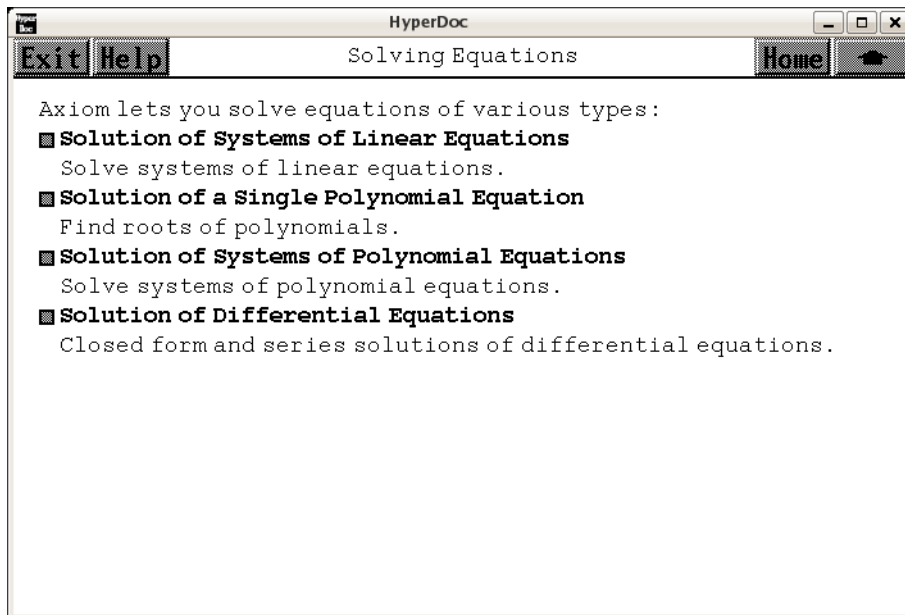 Hyper Doc
HyperDoc
Exit Help Solving Equations Home
Axiom lets you solve equations of various types:
Solution of Systems of Linear Equations
Solve systems of linear equations.
Solution of a Single Polynomial Equation
Find roots of polynomials.
Solution of Systems of Polynomial Equations
Solve systems of polynomial equations.
Solution of Differential Equations
Closed form and series solutions of differential equations.